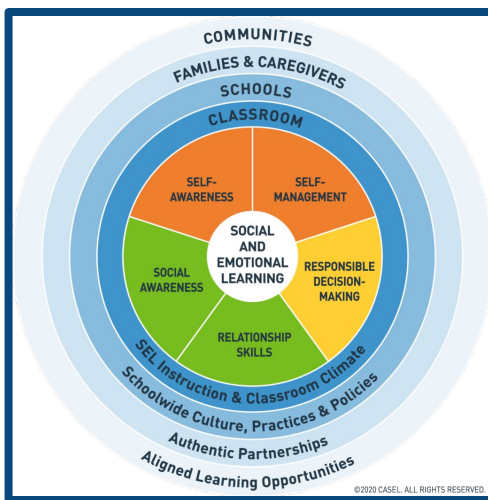 COMMUNITIES
FAMILIES & CAREGIVERS
SCHOOLS
CLASSROOM
SELF-
AWARENESS
SELF-
MANAGEMENT
SOCIAL
AND
EMOTIONAL
LEARNING
SOCIAL
AWARENESS
RESPONSIBLE
DECISION-
MAKING
RELATIONSHIP
SKILLS
SEL Instruction & Classroom Climate
Schoolwide Culture, Practices & Policies
Authentic Partnerships
Aligned Learning Opportunities
©2020 CASEL. ALL RIGHTS RESERVED.